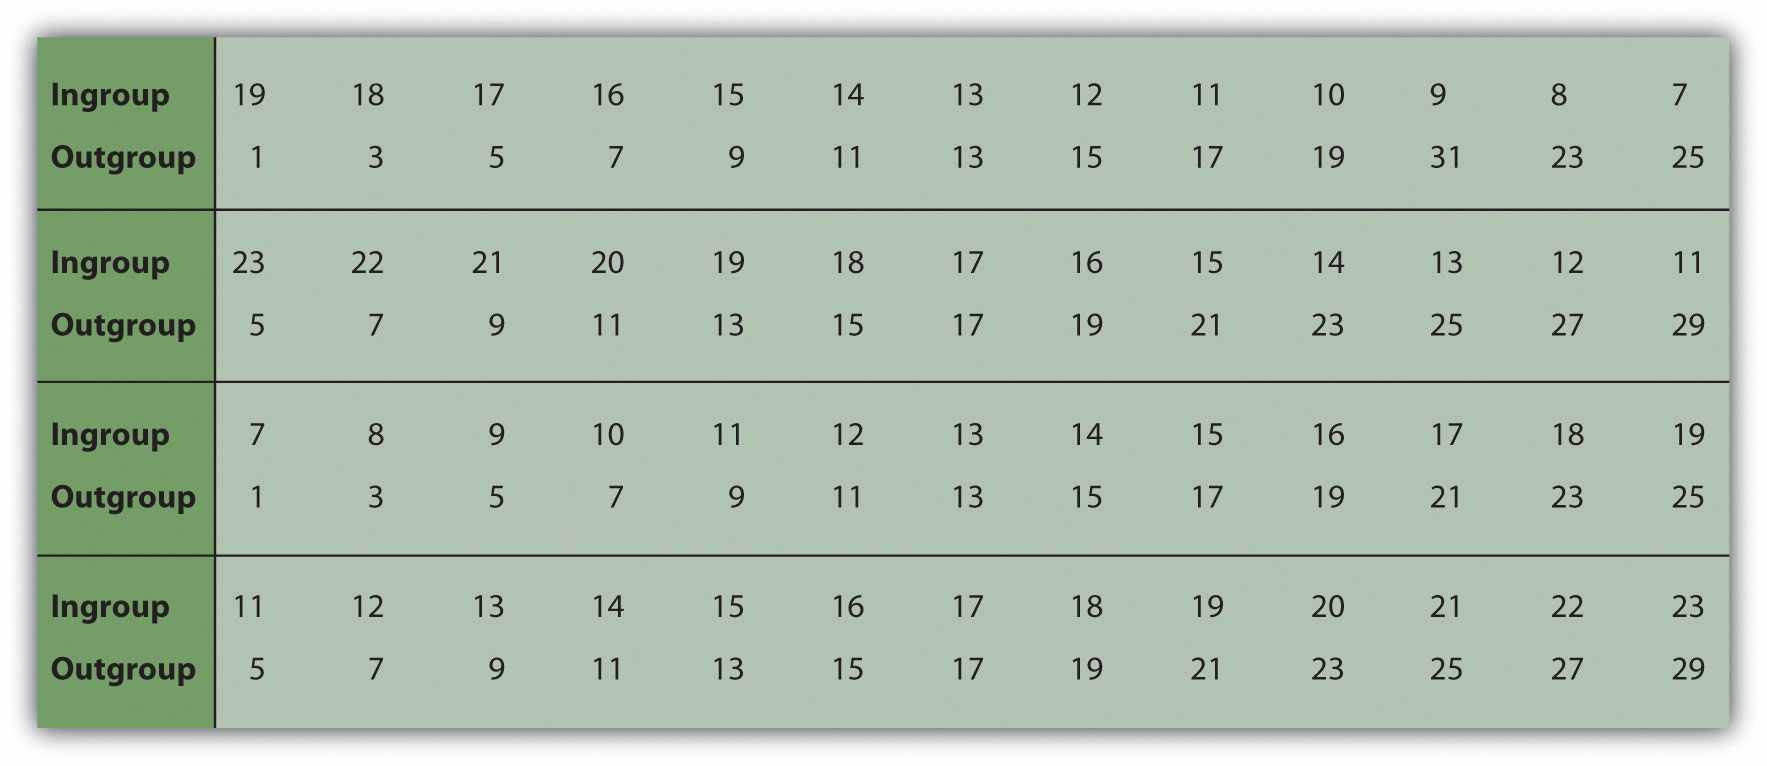 Ingroup 19 18 17 16 15 14 13 12 11 10 9 8 7
Outgroup 1 3 5 7 9 11 13 15 17 19 31 23 25
Ingroup 23 22 21 20 19 18 17 16 15 14 13 12 11
Outgroup 5 7 9 11 13 15 17 19 21 23 25 27 29
Ingroup 7 8 9 10 11 12 13 14 15 16 17 18 19
Outgroup 1 3 5 7 9 11 13 15 17 19 21 23 25
Ingroup 11 12 13 14 15 16 17 18 19 20 21 22 23
Outgroup 5 7 9 11 13 15 17 19 21 23 25 27 29